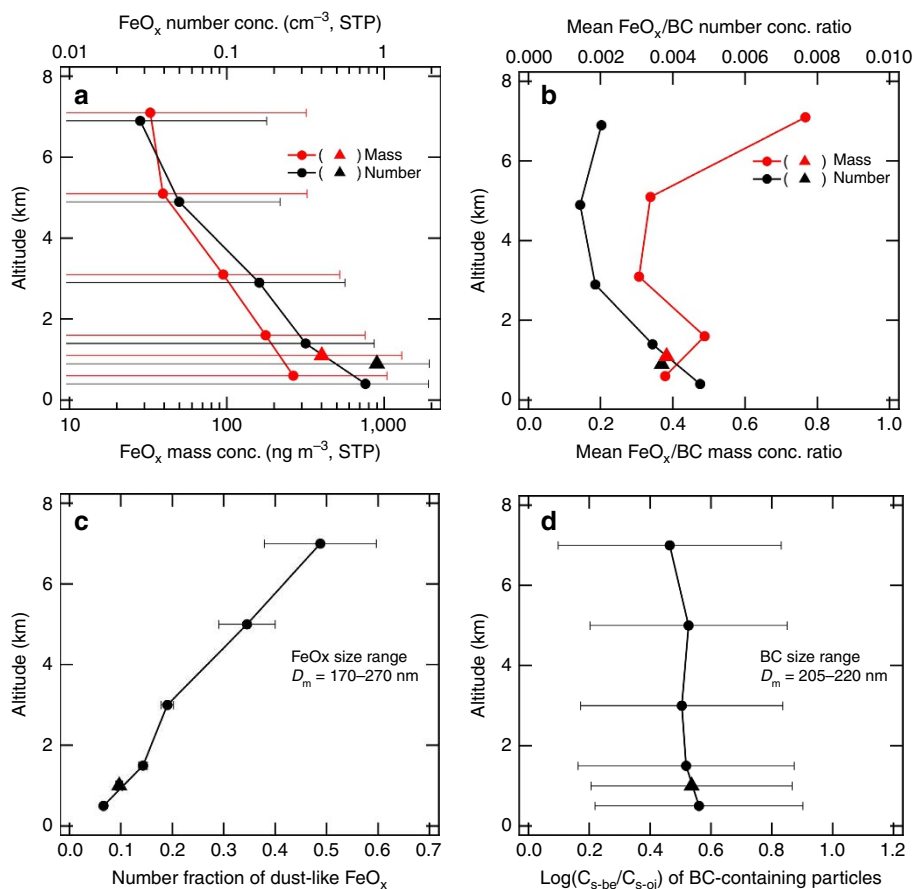 FeOx number conc. (cm−3, STP)
0.01 0.1 1
8
6
4
2
0
Altitude (km)
a
( ) Mass
( ) Number
10 100 1,000
FeOx mass conc. (ng m−3, STP)
Mean FeOx/BC number conc. ratio
0.000 0.002 0.004 0.006 0.008 0.010
8
6
4
2
0
Altitude (km)
b
( ) Mass
( ) Number
0.0 0.2 0.4 0.6 0.8 1.0
Mean FeOx/BC mass conc. ratio
8
6
4
2
0
Altitude (km)
c
FeOx size range
Dm = 170–270 nm
0.0 0.1 0.2 0.3 0.4 0.5 0.6 0.7
Number fraction of dust-like FeOx
8
6
4
2
0
Altitude (km)
d
BC size range
Dm = 205–220 nm
0.0 0.2 0.4 0.6 0.8 1.0
Log(Cs-be/Cs-oi) of BC-containing particles